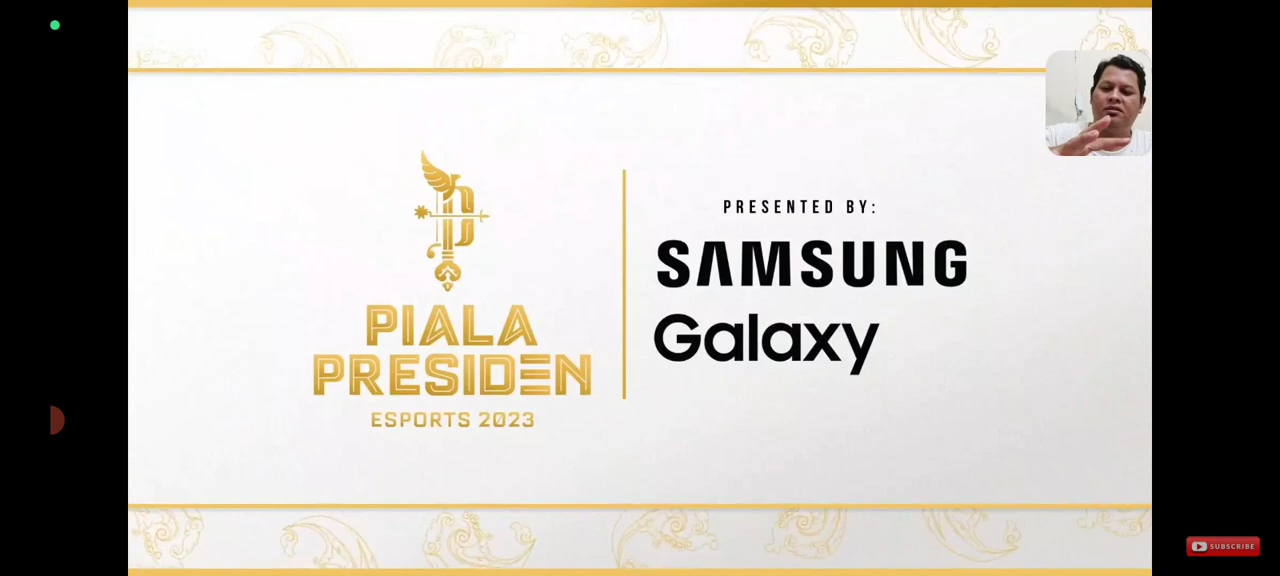 PIALA
PRESIDEN
ESPORTS 2023
PRESENTED BY:
SAMSUNG
Galaxy
SUBSCRIBE